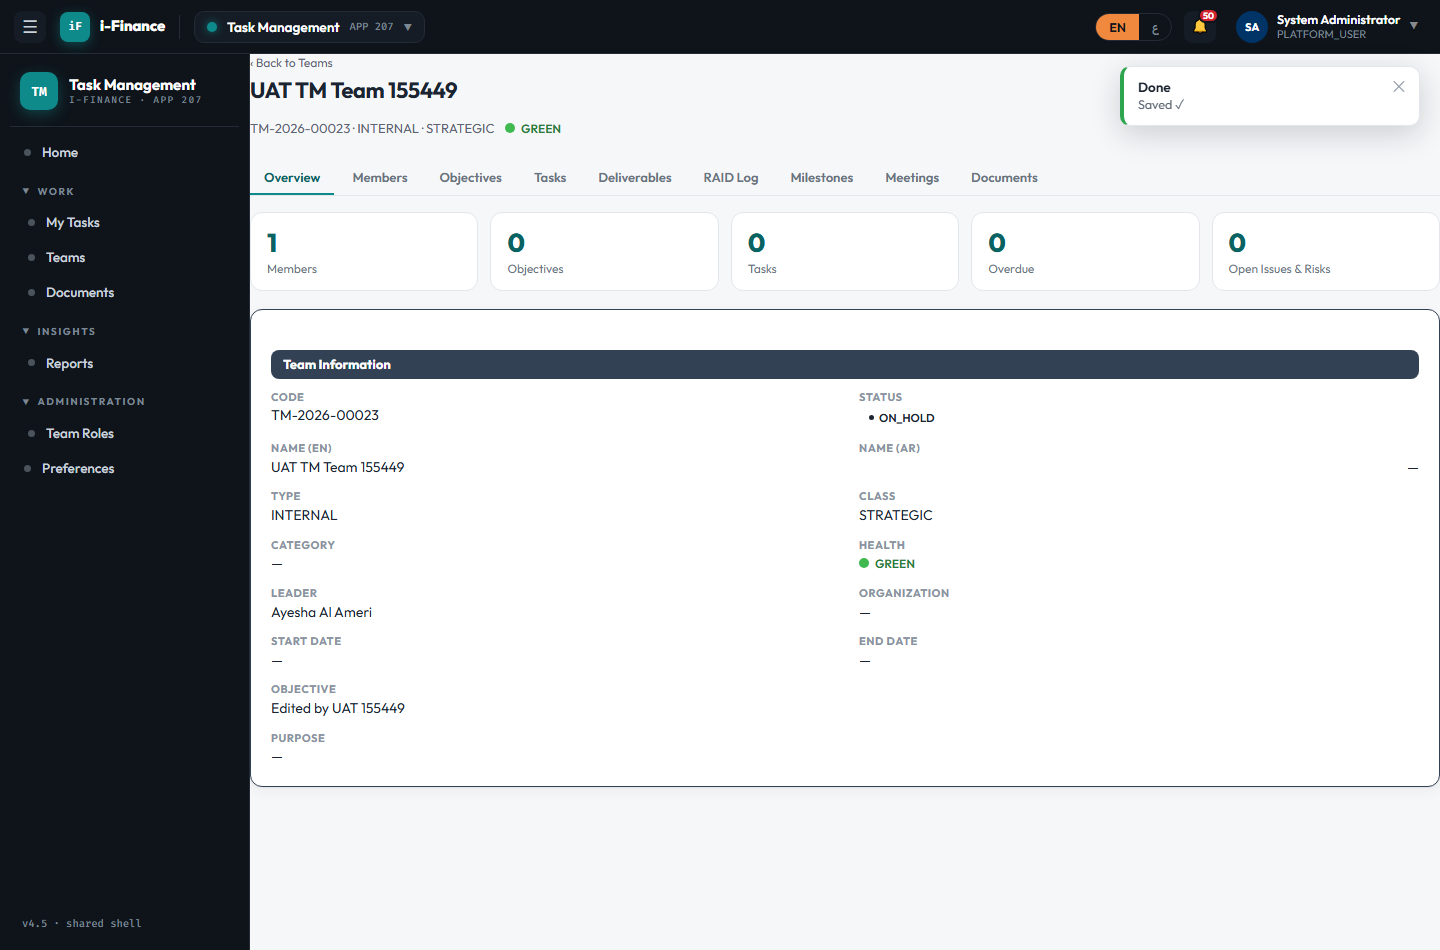 iF i-Finance
Task Management APP 207
EN ع
50
SA System Administrator
PLATFORM_USER
TM Task Management
I-FINANCE · APP 207
Home
WORK
My Tasks
Teams
Documents
INSIGHTS
Reports
ADMINISTRATION
Team Roles
Preferences
v4.5 · shared shell
‹ Back to Teams
UAT TM Team 155449
TM-2026-00023 · INTERNAL · STRATEGIC GREEN
Done
Saved ✓
Overview Members Objectives Tasks Deliverables RAID Log Milestones Meetings Documents
1
Members
0
Objectives
0
Tasks
0
Overdue
0
Open Issues & Risks
Team Information
CODE
TM-2026-00023
STATUS
• ON_HOLD
NAME (EN)
UAT TM Team 155449
NAME (AR)
—
TYPE
INTERNAL
CLASS
STRATEGIC
CATEGORY
—
HEALTH
GREEN
LEADER
Ayesha Al Ameri
ORGANIZATION
—
START DATE
—
END DATE
—
OBJECTIVE
Edited by UAT 155449
PURPOSE
—